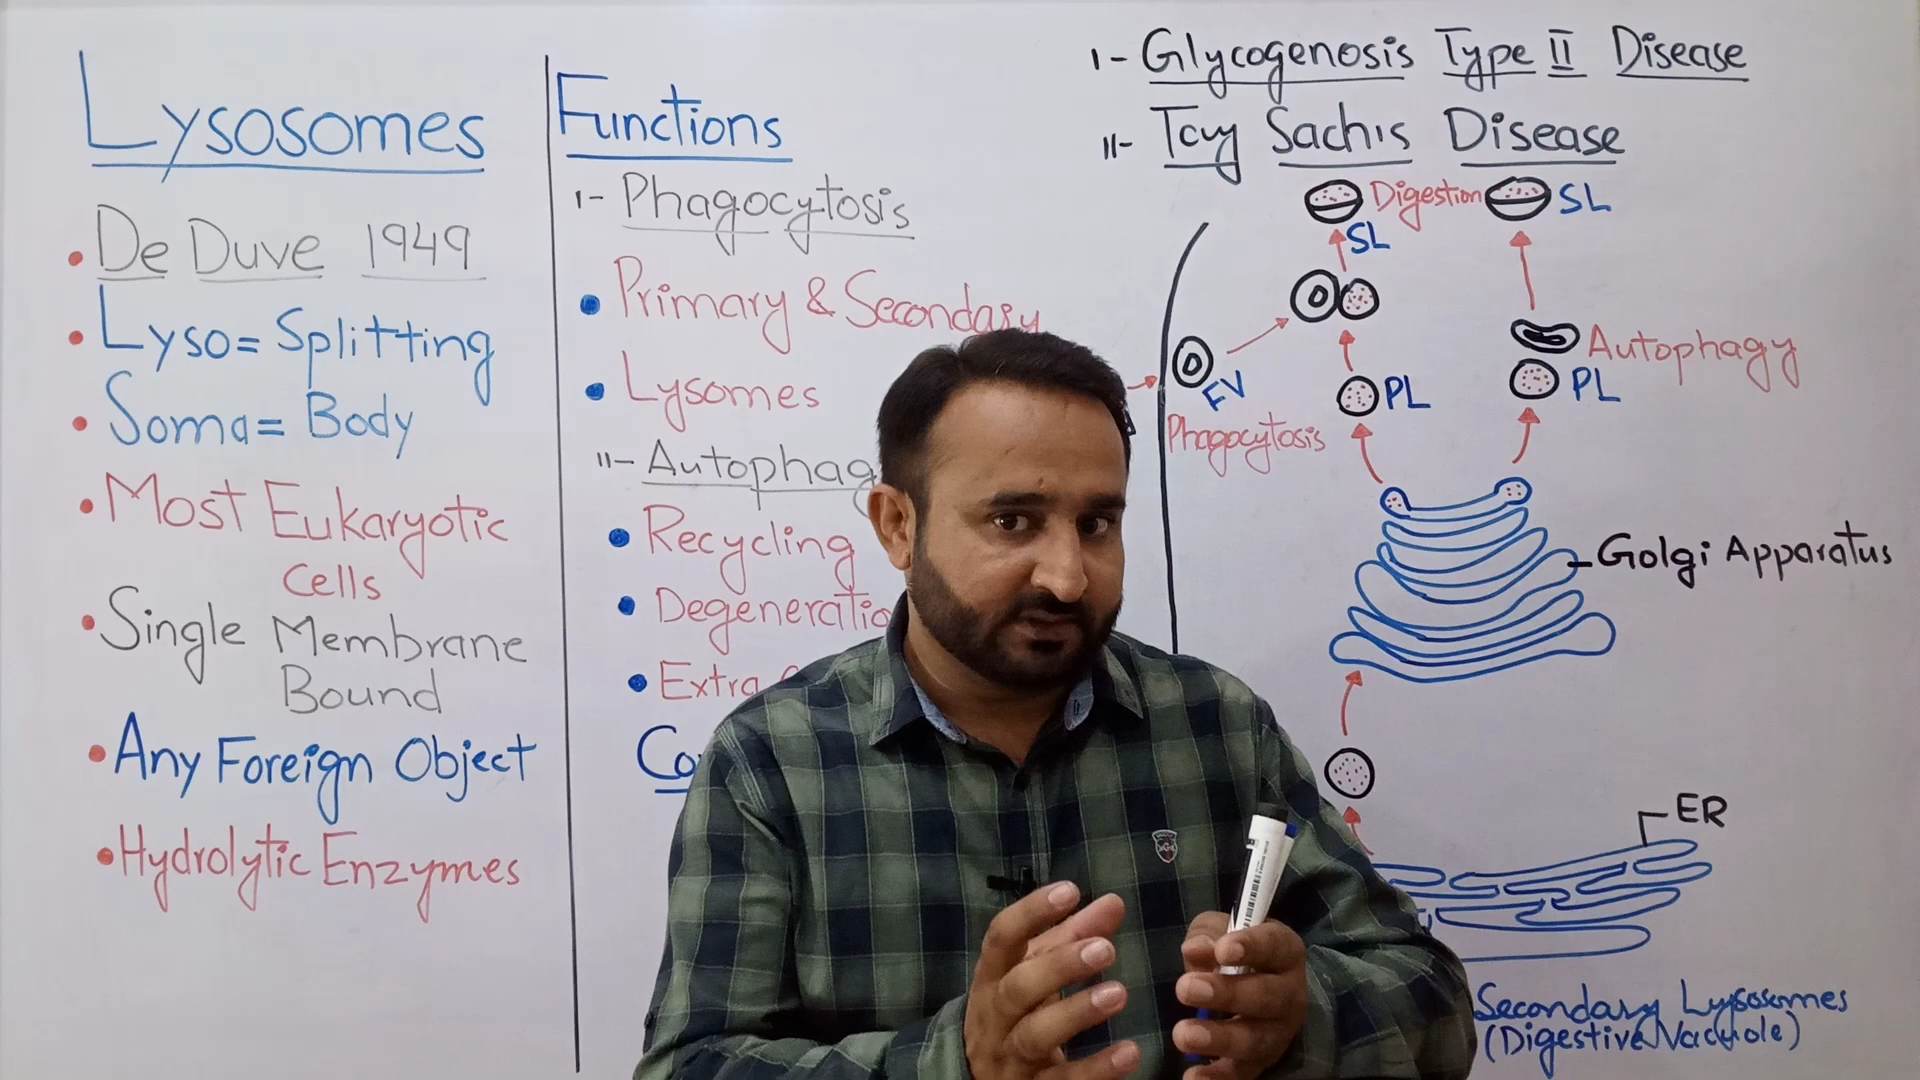 Lysosomes
De Duve 1949
Lyso= Splitting
Soma= Body
Most Eukaryotic
Cells
Single Membrane
Bound
Any Foreign Object
Hydrolytic Enzymes
Functions
I- Phagocytosis
Primary & Secondary
Lysomes
II- Autophag
Recycling
Degeneratio
Extra
Co
I- Glycogenosis Type II Disease
II- Tay Sachis Disease
Digestion SL
SL
FV
PL
Autophagy
PL
Phagocytosis
Golgi Apparatus
ER
Secondary Lysosomes
(Digestive Vacuole)